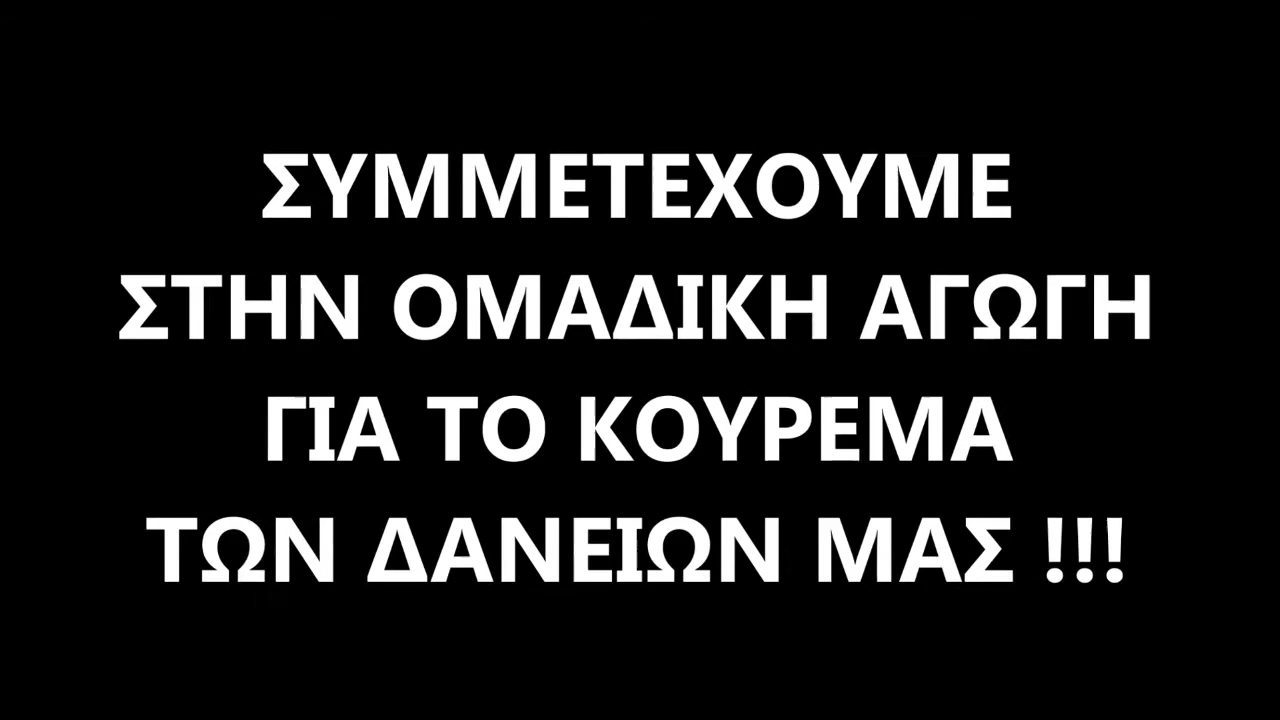 ΣΥΜΜΕΤΕΧΟΥΜΕ
ΣΤΗΝ ΟΜΑΔΙΚΗ ΑΓΩΓΗ
ΓΙΑ ΤΟ ΚΟΥΡΕΜΑ
ΤΩΝ ΔΑΝΕΙΩΝ ΜΑΣ !!!